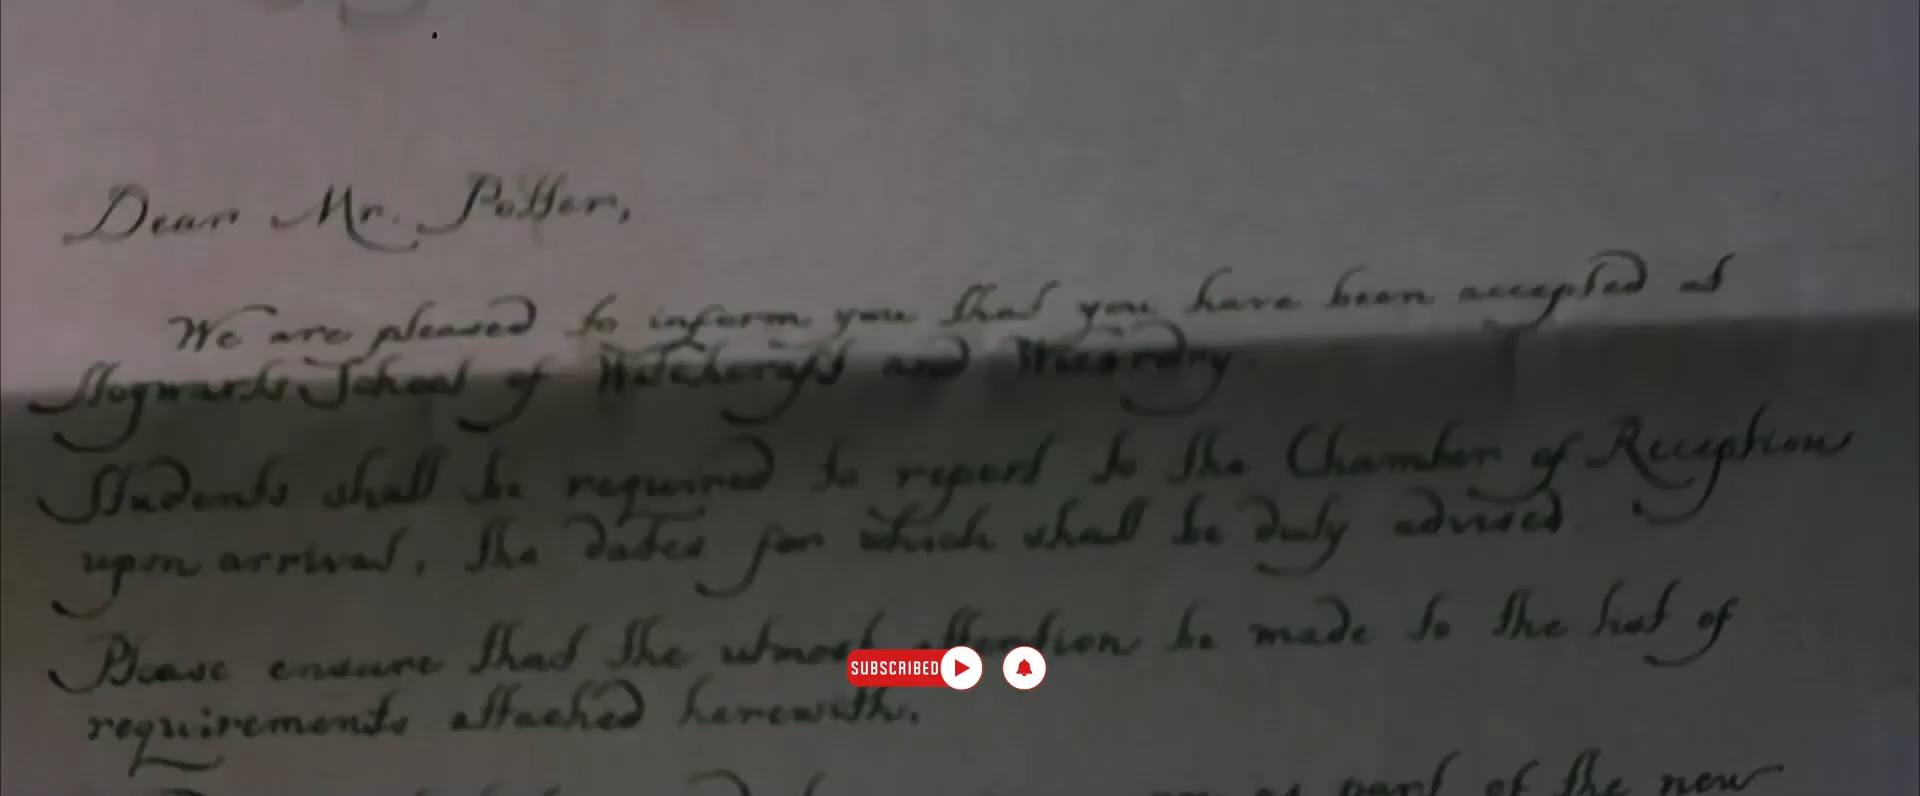 Dear Mr. Potter,
We are pleased to inform you that you have been accepted at
Hogwarts School of Witchcraft and Wizardry.
Students shall be required to report to the Chamber of Reception
upon arrival, the dates for which shall be duly advised.
Please ensure that the utmost attention be made to the list of
SUBSCRIBED
requirements attached herewith.
as part of the new